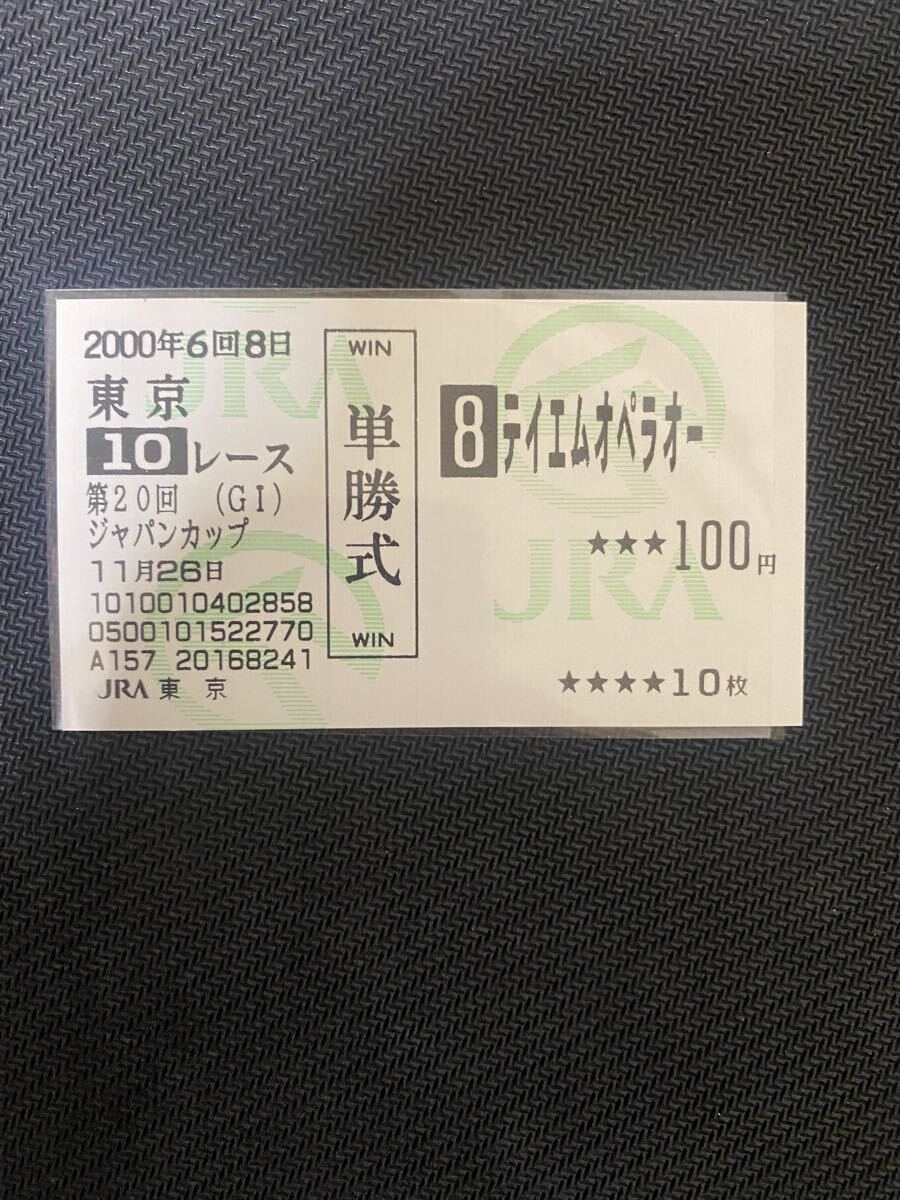 2000年6回8日
東京
10レース
第20回 (GI)
ジャパンカップ
11月26日
1010010402858
0500101522770
A157 20168241
JRA 東京
WIN
単勝式
WIN
8 テイエムオペラオー
★★★100円
★★★★10枚
JRA
JRA